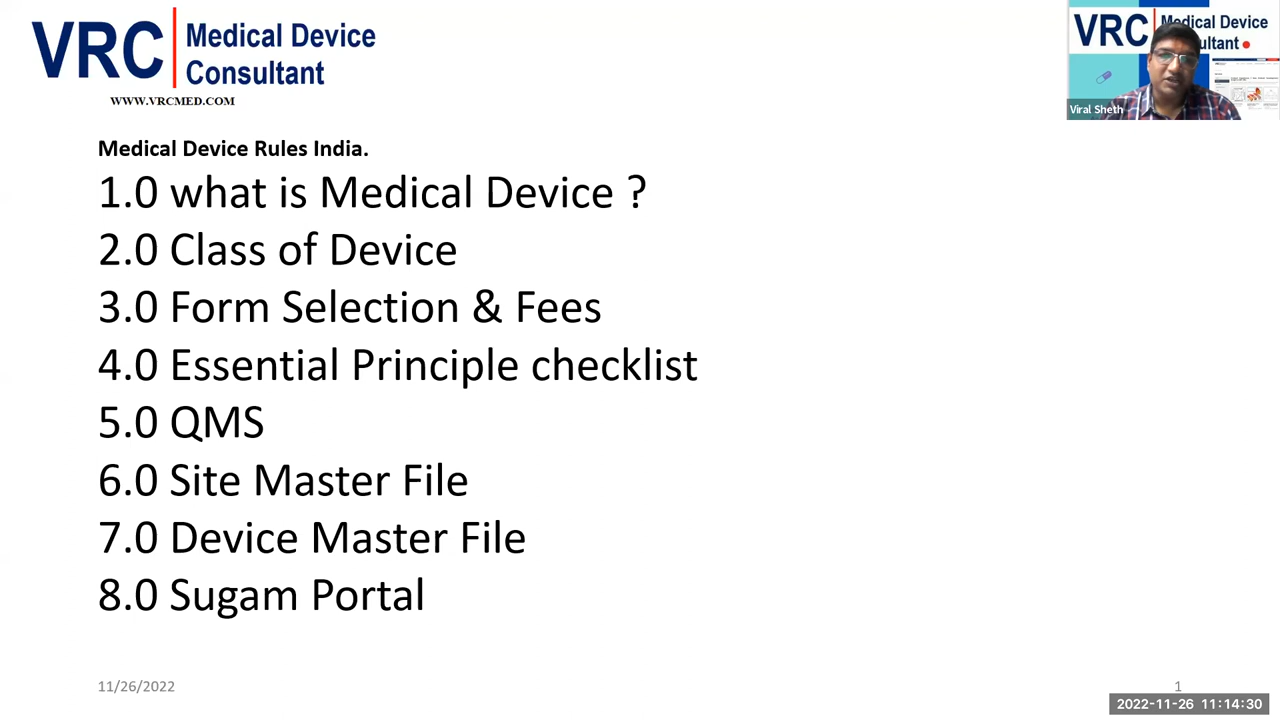 VRC Medical Device
Consultant
WWW.VRCMED.COM
VRC Medical Device
Viral Sheth
Medical Device Rules India.
1.0 what is Medical Device ?
2.0 Class of Device
3.0 Form Selection & Fees
4.0 Essential Principle checklist
5.0 QMS
6.0 Site Master File
7.0 Device Master File
8.0 Sugam Portal
11/26/2022
1
2022-11-26 11:14:30